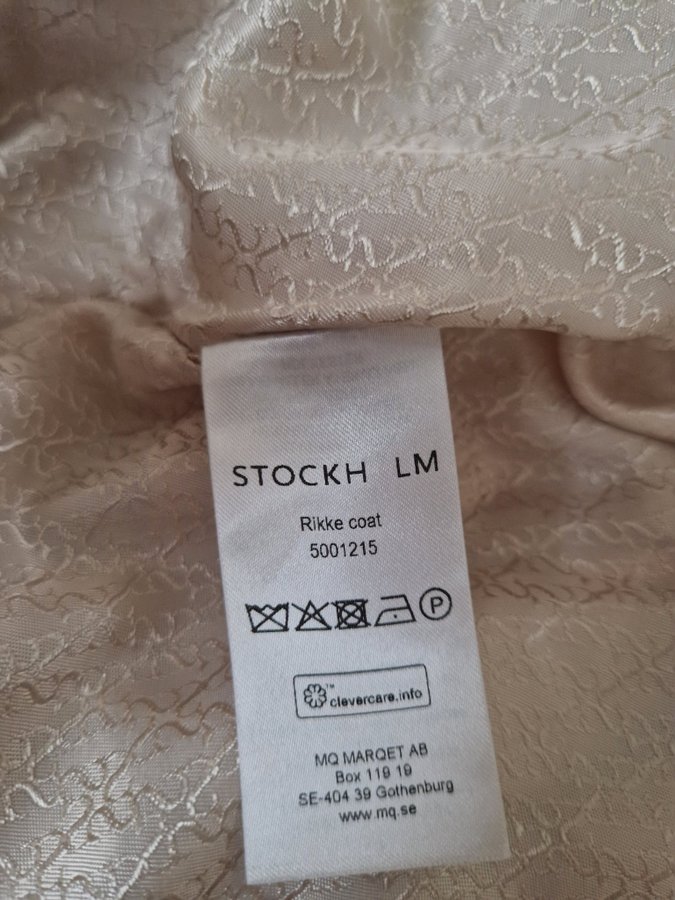 STOCKH LM
Rikke coat
5001215
P
™
clevercare.info
MQ MARQET AB
Box 119 19
SE-404 39 Gothenburg
www.mq.se